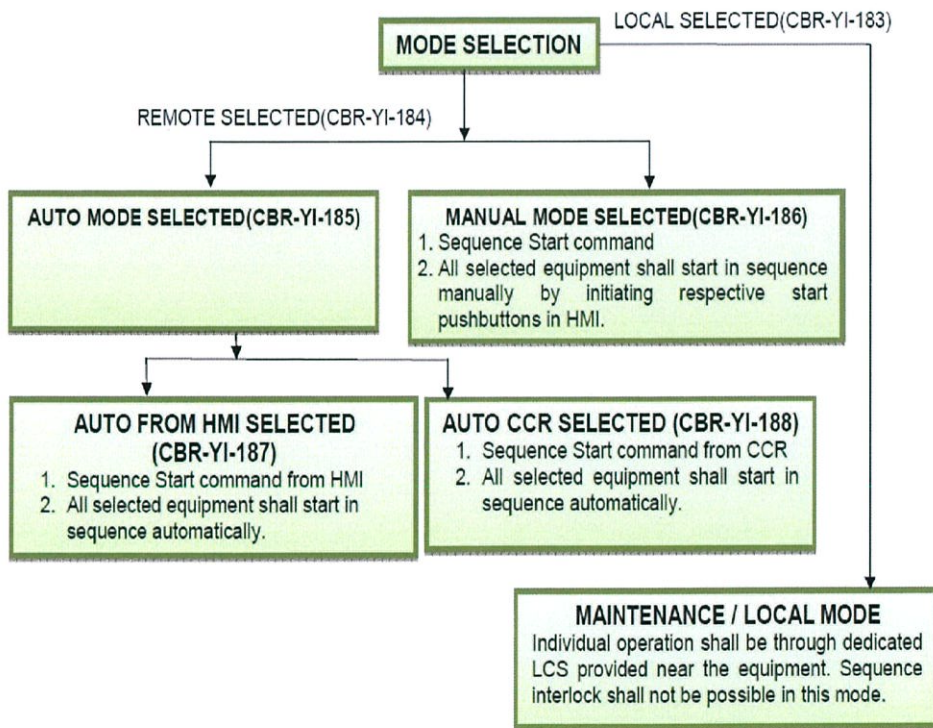 LOCAL SELECTED(CBR-YI-183)
MODE SELECTION
REMOTE SELECTED(CBR-YI-184)
AUTO MODE SELECTED(CBR-YI-185)
MANUAL MODE SELECTED(CBR-YI-186)
1. Sequence Start command
2. All selected equipment shall start in sequence
manually by initiating respective start
pushbuttons in HMI.
AUTO FROM HMI SELECTED
(CBR-YI-187)
1. Sequence Start command from HMI
2. All selected equipment shall start in
sequence automatically.
AUTO CCR SELECTED (CBR-YI-188)
1. Sequence Start command from CCR
2. All selected equipment shall start in
sequence automatically.
MAINTENANCE / LOCAL MODE
Individual operation shall be through dedicated
LCS provided near the equipment. Sequence
interlock shall not be possible in this mode.